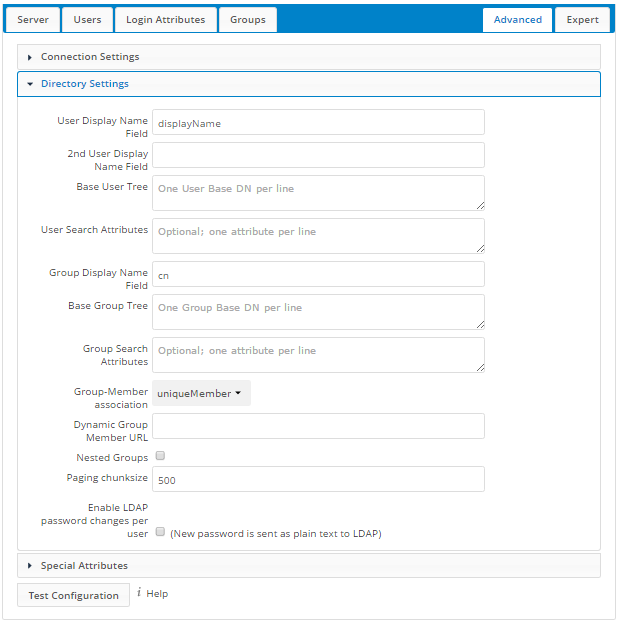 Server Users Login Attributes Groups Advanced Expert
Connection Settings
Directory Settings
User Display Name
Field
displayName
2nd User Display
Name Field
Base User Tree
One User Base DN per line
User Search Attributes
Optional; one attribute per line
Group Display Name
Field
cn
Base Group Tree
One Group Base DN per line
Group Search
Attributes
Optional; one attribute per line
Group-Member
association
uniqueMember
Dynamic Group
Member URL
Nested Groups
Paging chunksize
500
Enable LDAP
password changes per
user
(New password is sent as plain text to LDAP)
Special Attributes
Test Configuration i Help